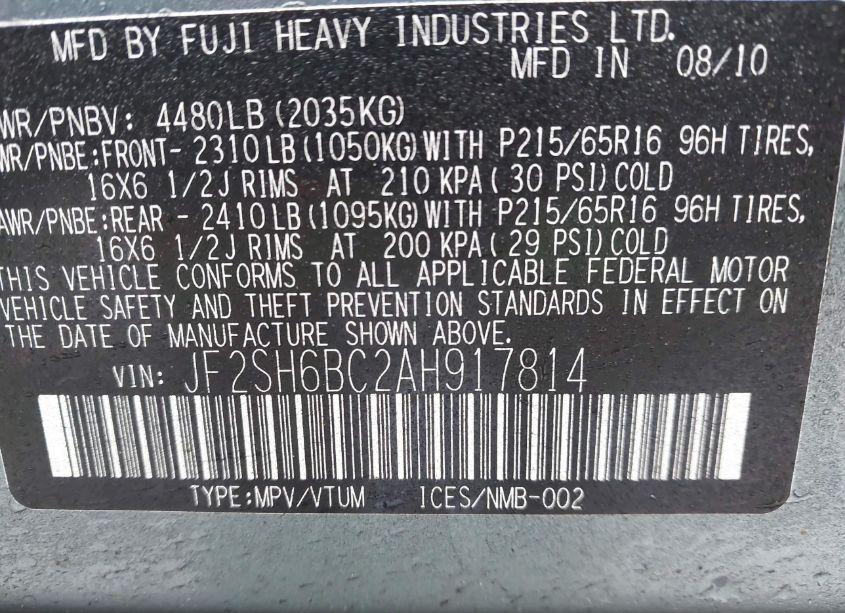 MFD BY FUJI HEAVY INDUSTRIES LTD.
MFD IN 08/10
WR/PNBV: 4480LB (2035KG)
WR/PNBE:FRONT- 2310LB (1050KG) WITH P215/65R16 96H TIRES,
16X6 1/2J RIMS AT 210 KPA( 30 PSI) COLD
AWR/PNBE:REAR - 2410LB (1095KG) WITH P215/65R16 96H TIRES,
16X6 1/2J RIMS AT 200 KPA( 29 PSI) COLD
THIS VEHICLE CONFORMS TO ALL APPLICABLE FEDERAL MOTOR
VEHICLE SAFETY AND THEFT PREVENTION STANDARDS IN EFFECT ON
THE DATE OF MANUFACTURE SHOWN ABOVE.
VIN: JF2SH6BC2AH917814
TYPE:MPV/VTUM ICES/NMB-002